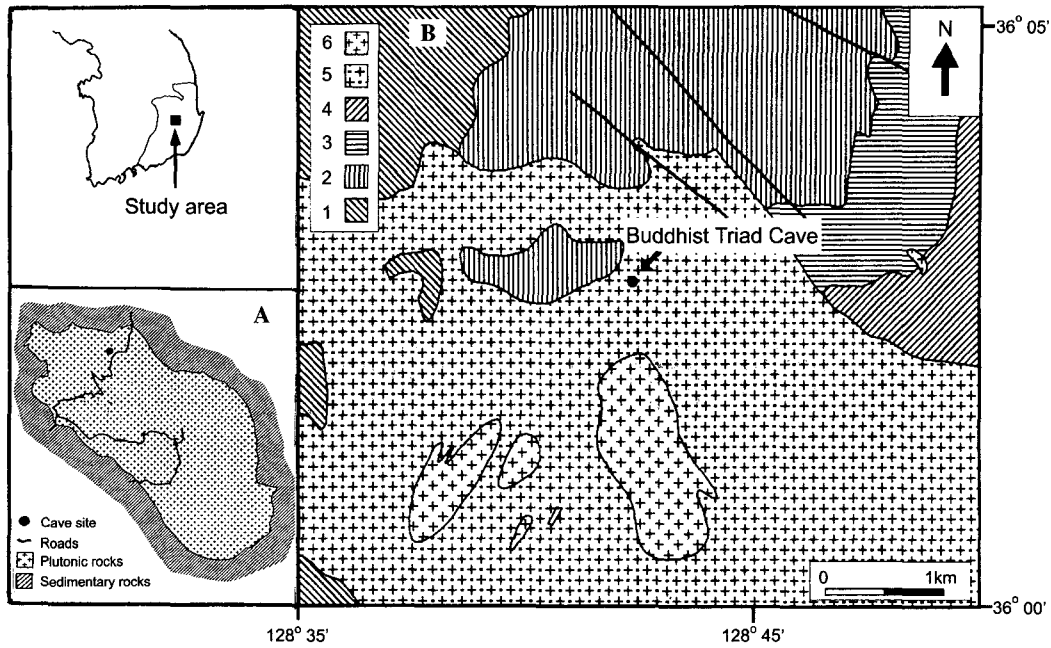 Study area
A
Cave site
Roads
Plutonic rocks
Sedimentary rocks
B
6
5
4
3
2
1
N
Buddhist Triad Cave
0 1km
36° 05'
36° 00'
128° 35'
128° 45'